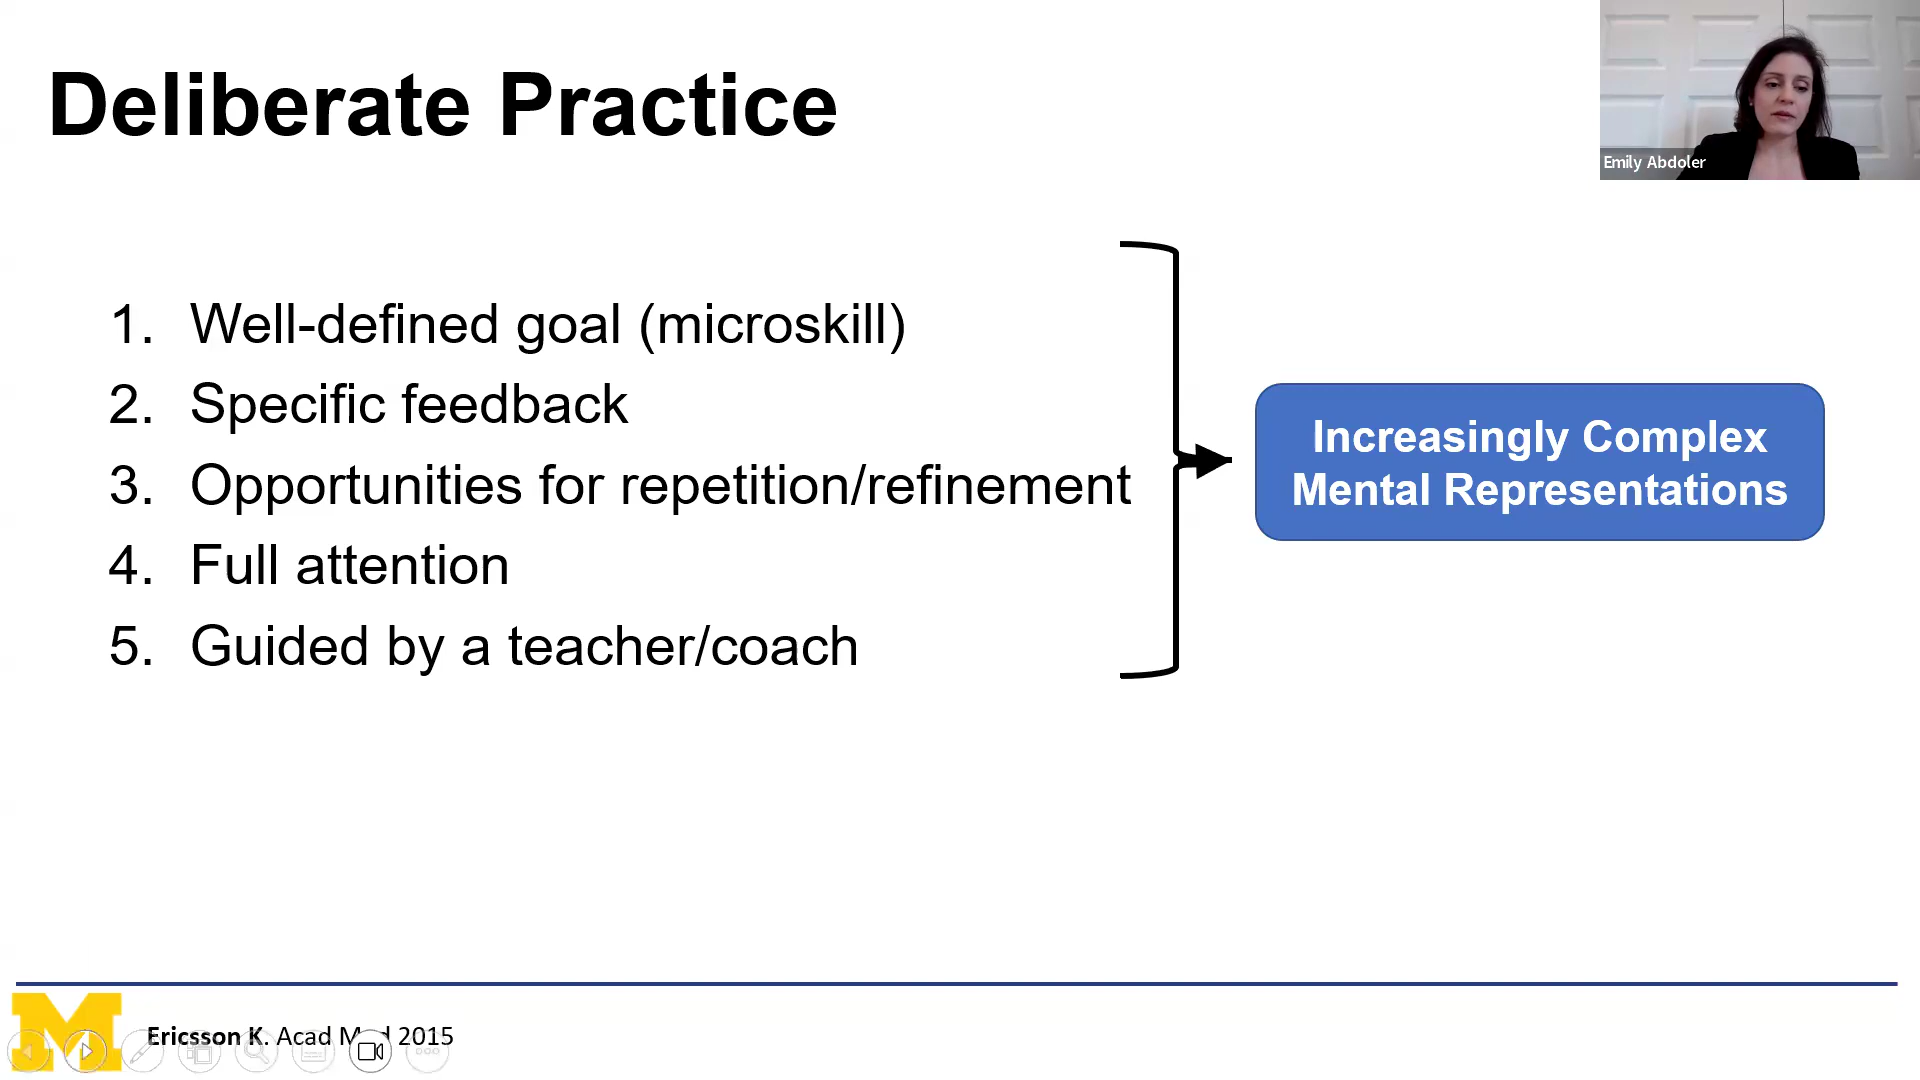 Deliberate Practice
Emily Abdoler
1. Well-defined goal (microskill)
2. Specific feedback
3. Opportunities for repetition/refinement
4. Full attention
5. Guided by a teacher/coach
Increasingly Complex
Mental Representations
M
Ericsson K. Acad Med 2015